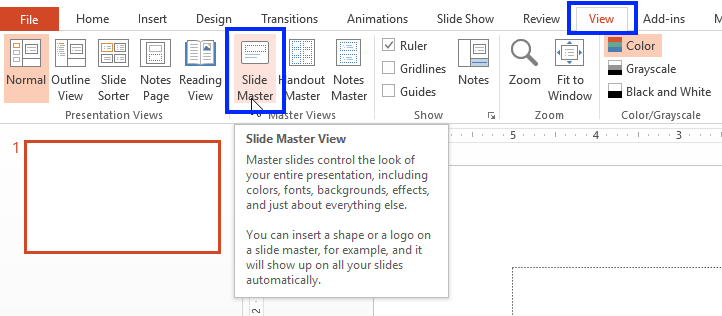 File Home Insert Design Transitions Animations Slide Show Review View Add-ins
Normal Outline View Slide Sorter Notes Page Reading View
Presentation Views
Slide Master Handout Master Notes Master
Master Views
Ruler
Gridlines
Guides
Notes
Show
Zoom Fit to Window
Zoom
Color
Grayscale
Black and White
Color/Grayscale
1
5 4 3
2
Slide Master View
Master slides control the look of
your entire presentation, including
colors, fonts, backgrounds, effects,
and just about everything else.
You can insert a shape or a logo on
a slide master, for example, and it
will show up on all your slides
automatically.